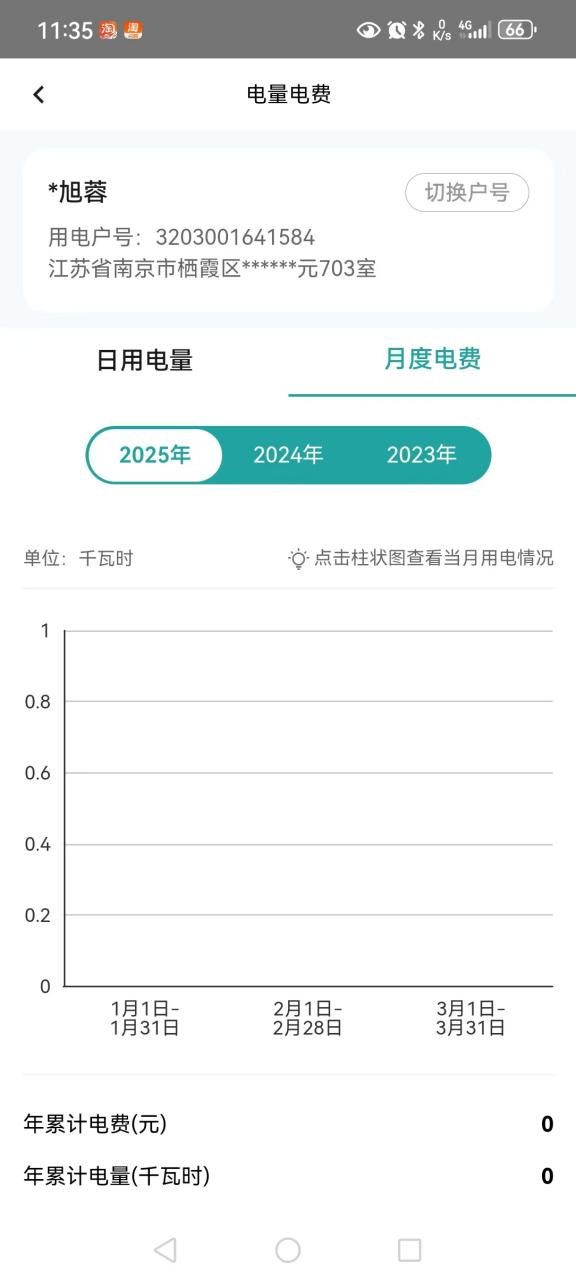 11:35 淘 淘 0 K/s 4G 66
电量电费
*旭蓉
切换户号
用电户号：3203001641584
江苏省南京市栖霞区******元703室
日用电量 月度电费
2025年 2024年 2023年
单位：千瓦时 点击柱状图查看当月用电情况
1
0.8
0.6
0.4
0.2
0
1月1日- 2月1日- 3月1日-
1月31日 2月28日 3月31日
年累计电费(元) 0
年累计电量(千瓦时) 0